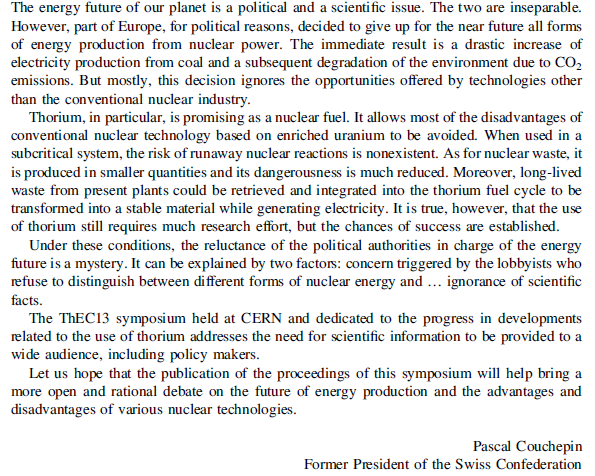 The energy future of our planet is a political and a scientific issue. The two are inseparable.
However, part of Europe, for political reasons, decided to give up for the near future all forms
of energy production from nuclear power. The immediate result is a drastic increase of
electricity production from coal and a subsequent degradation of the environment due to CO₂
emissions. But mostly, this decision ignores the opportunities offered by technologies other
than the conventional nuclear industry.
Thorium, in particular, is promising as a nuclear fuel. It allows most of the disadvantages of
conventional nuclear technology based on enriched uranium to be avoided. When used in a
subcritical system, the risk of runaway nuclear reactions is nonexistent. As for nuclear waste, it
is produced in smaller quantities and its dangerousness is much reduced. Moreover, long-lived
waste from present plants could be retrieved and integrated into the thorium fuel cycle to be
transformed into a stable material while generating electricity. It is true, however, that the use
of thorium still requires much research effort, but the chances of success are established.
Under these conditions, the reluctance of the political authorities in charge of the energy
future is a mystery. It can be explained by two factors: concern triggered by the lobbyists who
refuse to distinguish between different forms of nuclear energy and … ignorance of scientific
facts.
The ThEC13 symposium held at CERN and dedicated to the progress in developments
related to the use of thorium addresses the need for scientific information to be provided to a
wide audience, including policy makers.
Let us hope that the publication of the proceedings of this symposium will help bring a
more open and rational debate on the future of energy production and the advantages and
disadvantages of various nuclear technologies.
Pascal Couchepin
Former President of the Swiss Confederation